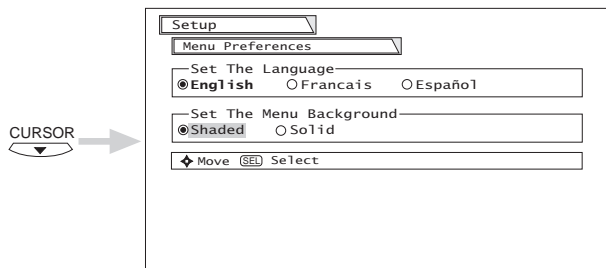 Setup
Menu Preferences
Set The Language
English Francais Español
Set The Menu Background
Shaded Solid
CURSOR
Move SEL Select